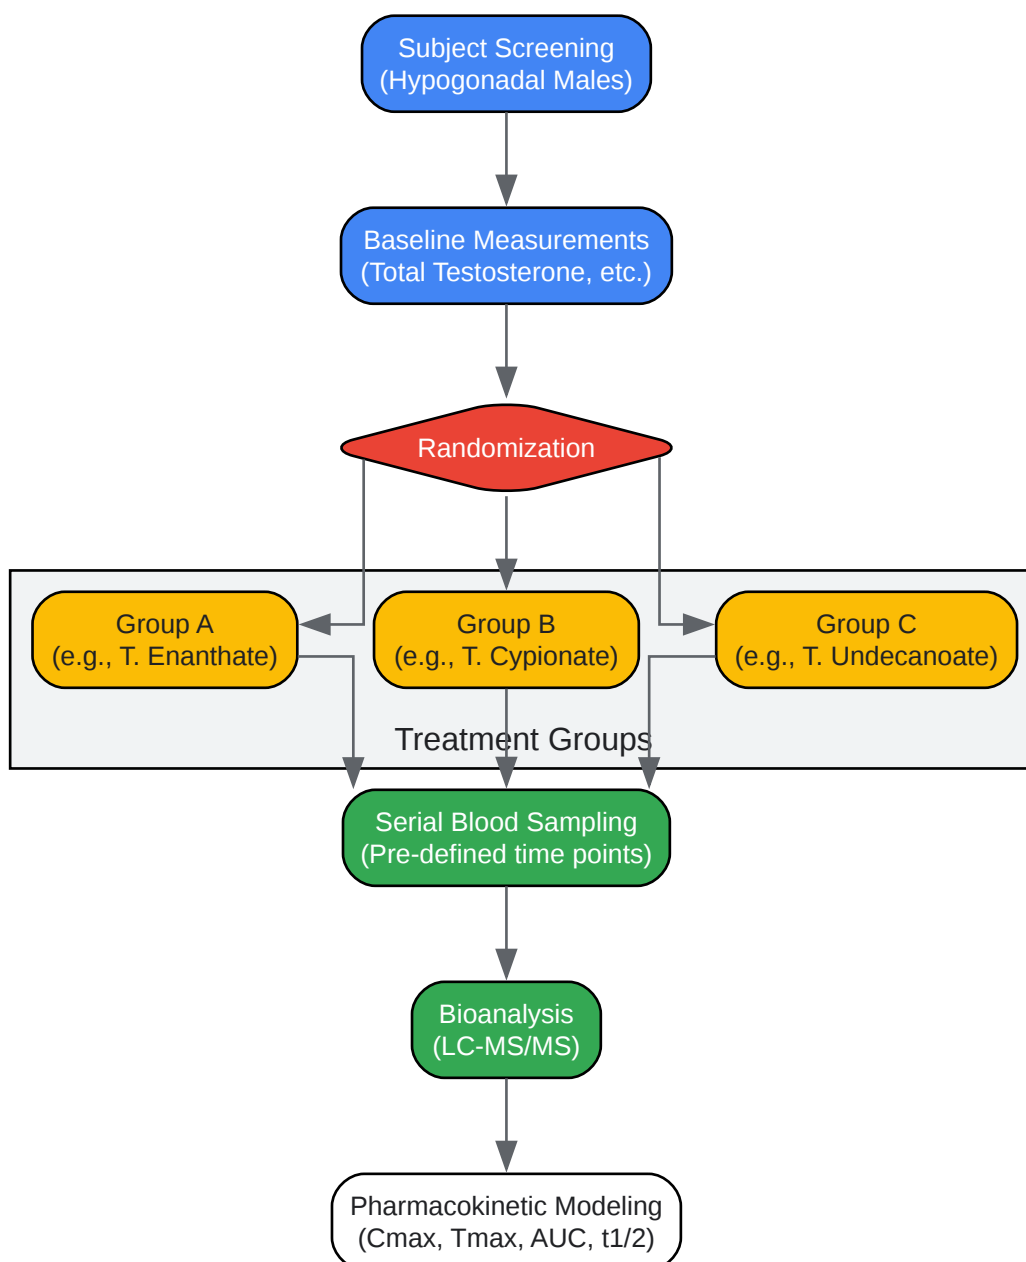 Subject Screening
(Hypogonadal Males)
Baseline Measurements
(Total Testosterone, etc.)
Randomization
Group A
(e.g., T. Enanthate)
Group B
(e.g., T. Cypionate)
Group C
(e.g., T. Undecanoate)
Treatment Groups
Serial Blood Sampling
(Pre-defined time points)
Bioanalysis
(LC-MS/MS)
Pharmacokinetic Modeling
(Cmax, Tmax, AUC, t1/2)